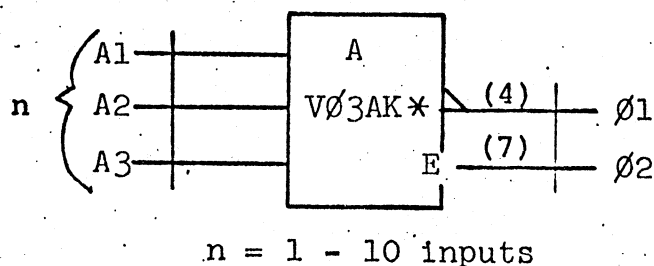 A1 A (4)
n A2 VØ3AK* Ø1
A3 E (7) Ø2
n = 1 - 10 inputs